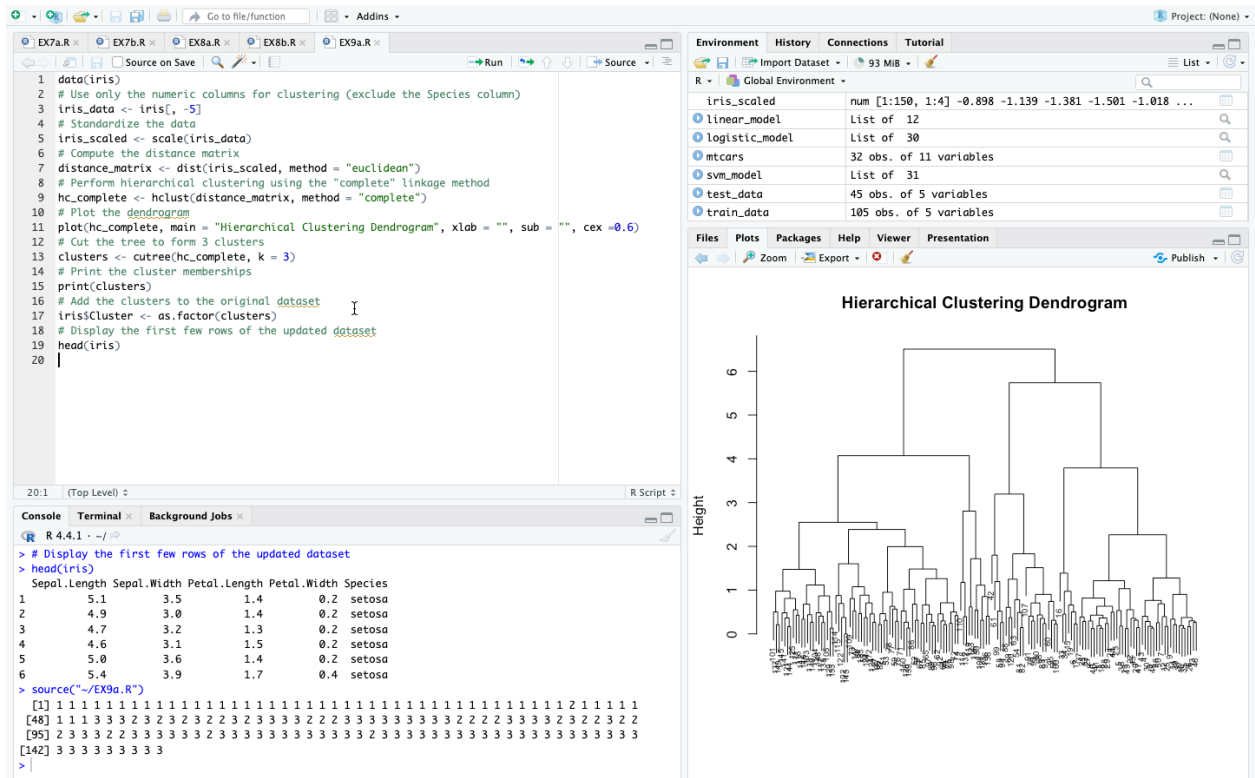 Go to file/function
Addins
Project: (None)
EX7a.R
EX7b.R
EX8a.R
EX8b.R
EX9a.R
Source on Save
Run
Source
1 data(iris)
2 # Use only the numeric columns for clustering (exclude the Species column)
3 iris_data <- iris[, -5]
4 # Standardize the data
5 iris_scaled <- scale(iris_data)
6 # Compute the distance matrix
7 distance_matrix <- dist(iris_scaled, method = "euclidean")
8 # Perform hierarchical clustering using the "complete" linkage method
9 hc_complete <- hclust(distance_matrix, method = "complete")
10 # Plot the dendrogram
11 plot(hc_complete, main = "Hierarchical Clustering Dendrogram", xlab = "", sub = "", cex =0.6)
12 # Cut the tree to form 3 clusters
13 clusters <- cutree(hc_complete, k = 3)
14 # Print the cluster memberships
15 print(clusters)
16 # Add the clusters to the original dataset
17 iris$Cluster <- as.factor(clusters)
18 # Display the first few rows of the updated dataset
19 head(iris)
20
20:1 (Top Level)
R Script
Console Terminal Background Jobs
R 4.4.1 · ~/
> # Display the first few rows of the updated dataset
> head(iris)
Sepal.Length Sepal.Width Petal.Length Petal.Width Species
1 5.1 3.5 1.4 0.2 setosa
2 4.9 3.0 1.4 0.2 setosa
3 4.7 3.2 1.3 0.2 setosa
4 4.6 3.1 1.5 0.2 setosa
5 5.0 3.6 1.4 0.2 setosa
6 5.4 3.9 1.7 0.4 setosa
> source("~/EX9a.R")
[1] 1 1 1 1 1 1 1 1 1 1 1 1 1 1 1 1 1 1 1 1 1 1 1 1 1 1 1 1 1 1 1 1 1 1 1 1 1 1 1 1 1 2 1 1 1 1 1
[48] 1 1 1 3 3 3 2 3 2 3 2 3 2 2 3 2 3 3 3 3 2 2 2 3 3 3 3 3 3 3 3 3 2 2 2 2 3 3 3 3 2 3 2 2 3 2 2
[95] 2 3 3 3 2 2 3 3 3 3 3 3 2 3 3 3 3 3 3 3 3 3 3 3 3 3 3 3 3 3 3 3 3 3 3 3 3 3 3 3 3 3 3 3 3 3 3
[142] 3 3 3 3 3 3 3 3 3
>
Environment History Connections Tutorial
Import Dataset
93 MiB
List
R
Global Environment
iris_scaled num [1:150, 1:4] -0.898 -1.139 -1.381 -1.501 -1.018 ...
linear_model List of 12
logistic_model List of 30
mtcars 32 obs. of 11 variables
svm_model List of 31
test_data 45 obs. of 5 variables
train_data 105 obs. of 5 variables
Files Plots Packages Help Viewer Presentation
Zoom
Export
Publish
Hierarchical Clustering Dendrogram
Height
6
5
4
3
2
1
0
42
61
107
16